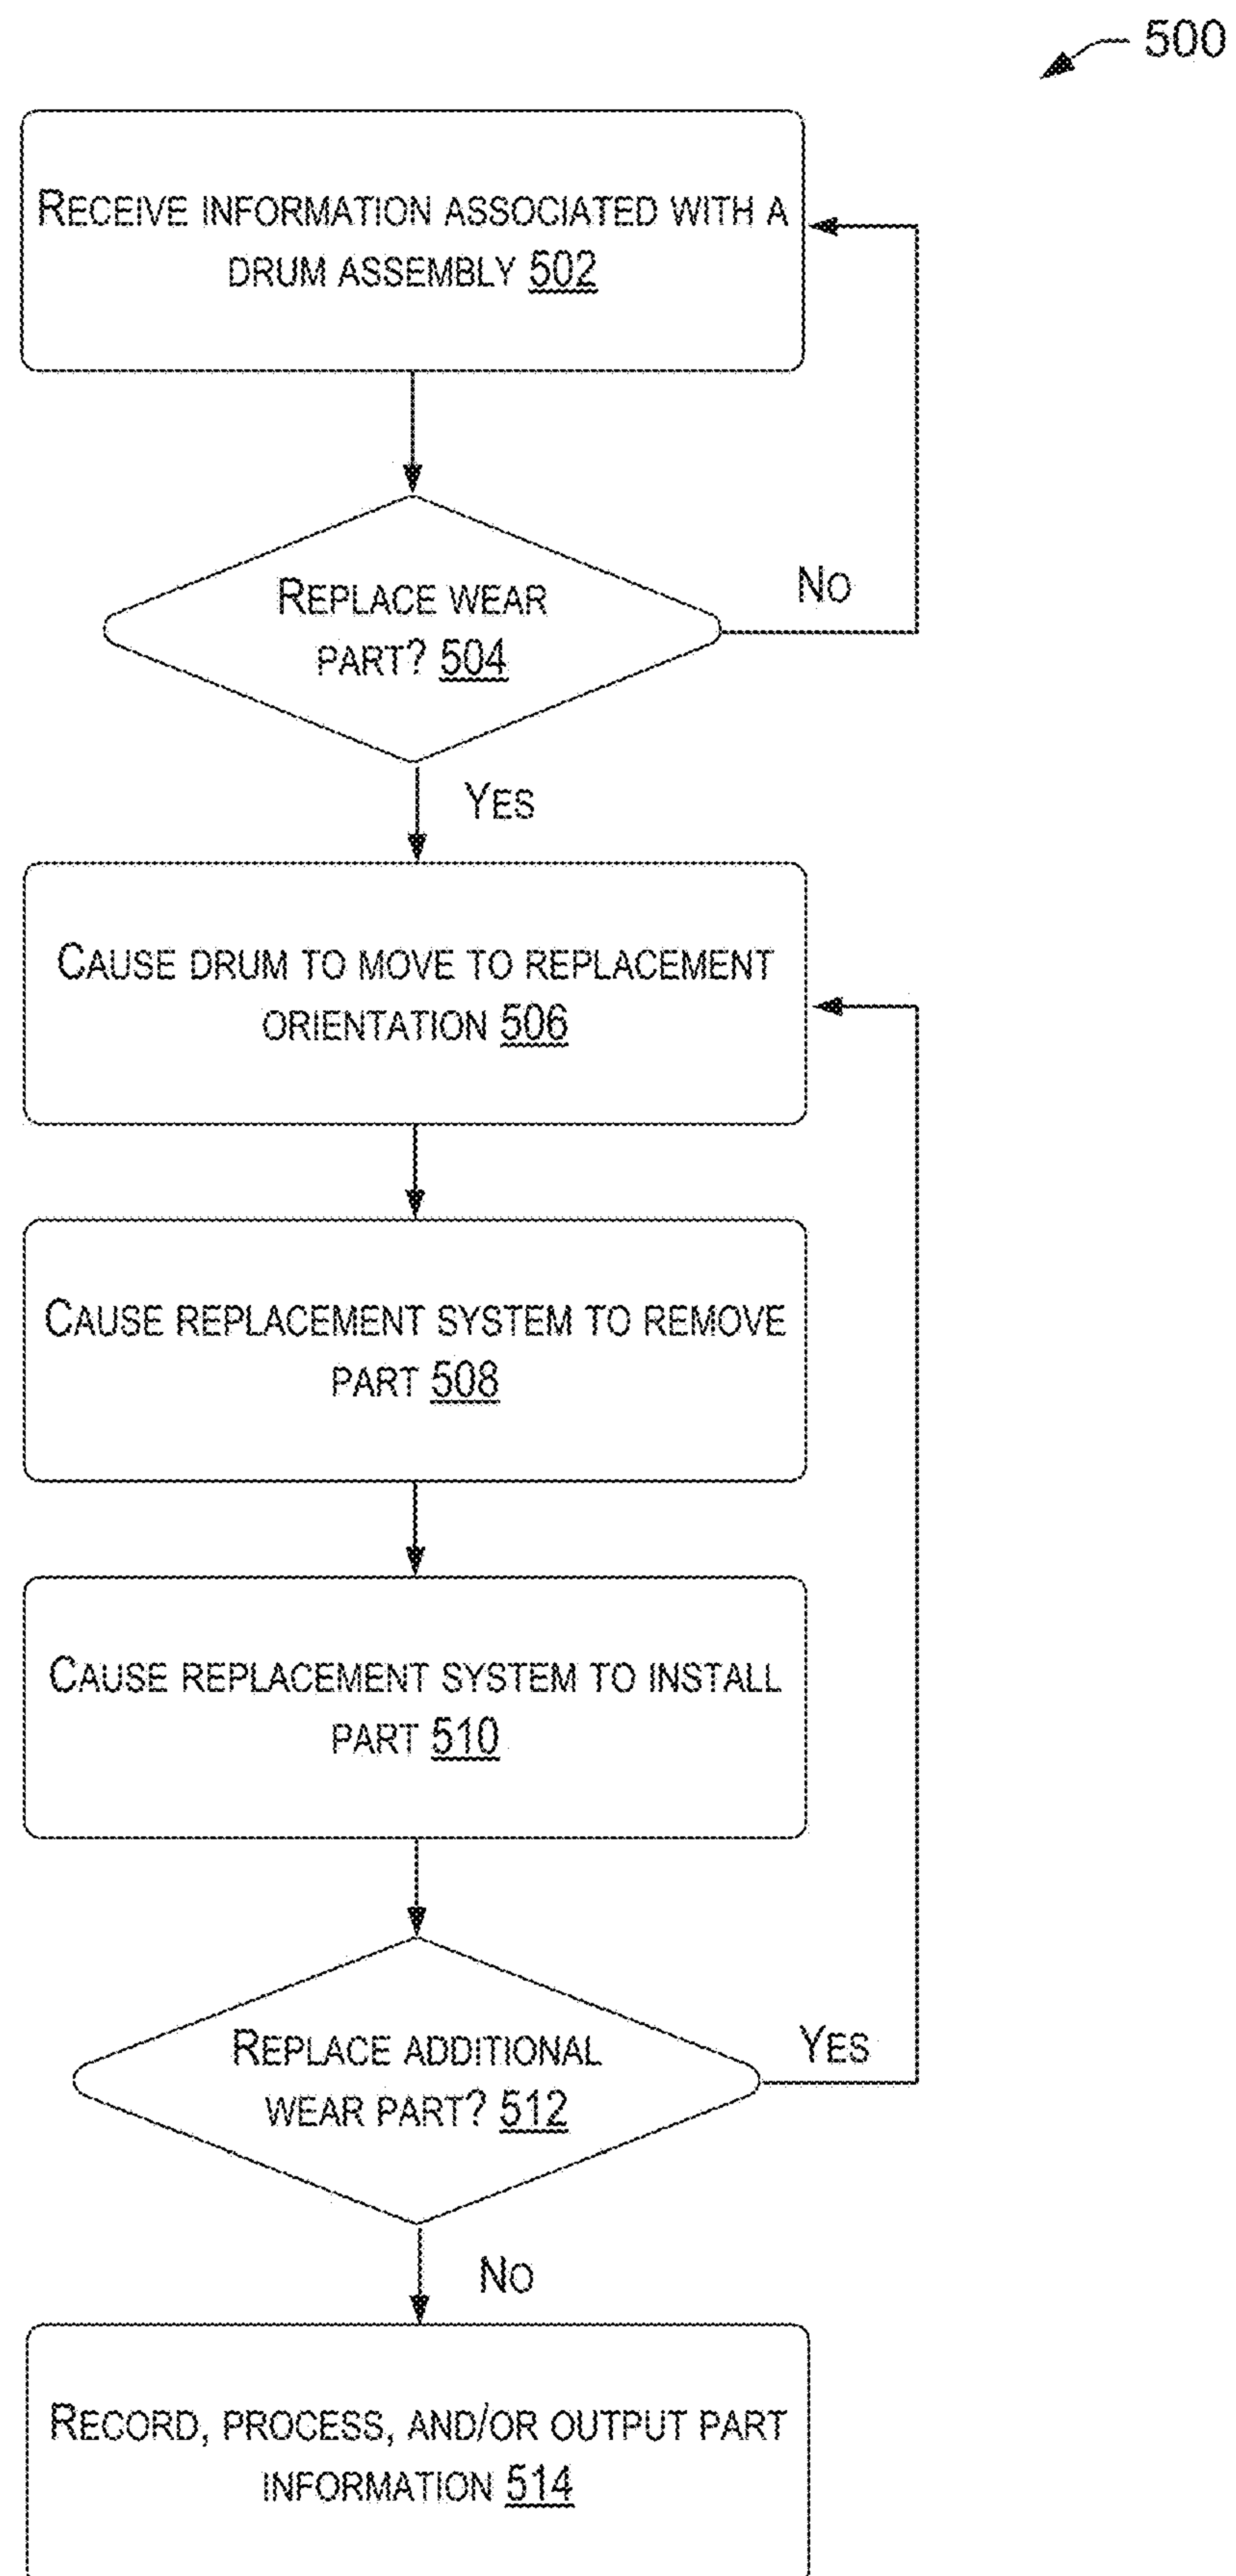 500
RECEIVE INFORMATION ASSOCIATED WITH A
DRUM ASSEMBLY 502
REPLACE WEAR
PART? 504
NO
YES
CAUSE DRUM TO MOVE TO REPLACEMENT
ORIENTATION 506
CAUSE REPLACEMENT SYSTEM TO REMOVE
PART 508
CAUSE REPLACEMENT SYSTEM TO INSTALL
PART 510
REPLACE ADDITIONAL
WEAR PART? 512
YES
NO
RECORD, PROCESS, AND/OR OUTPUT PART
INFORMATION 514